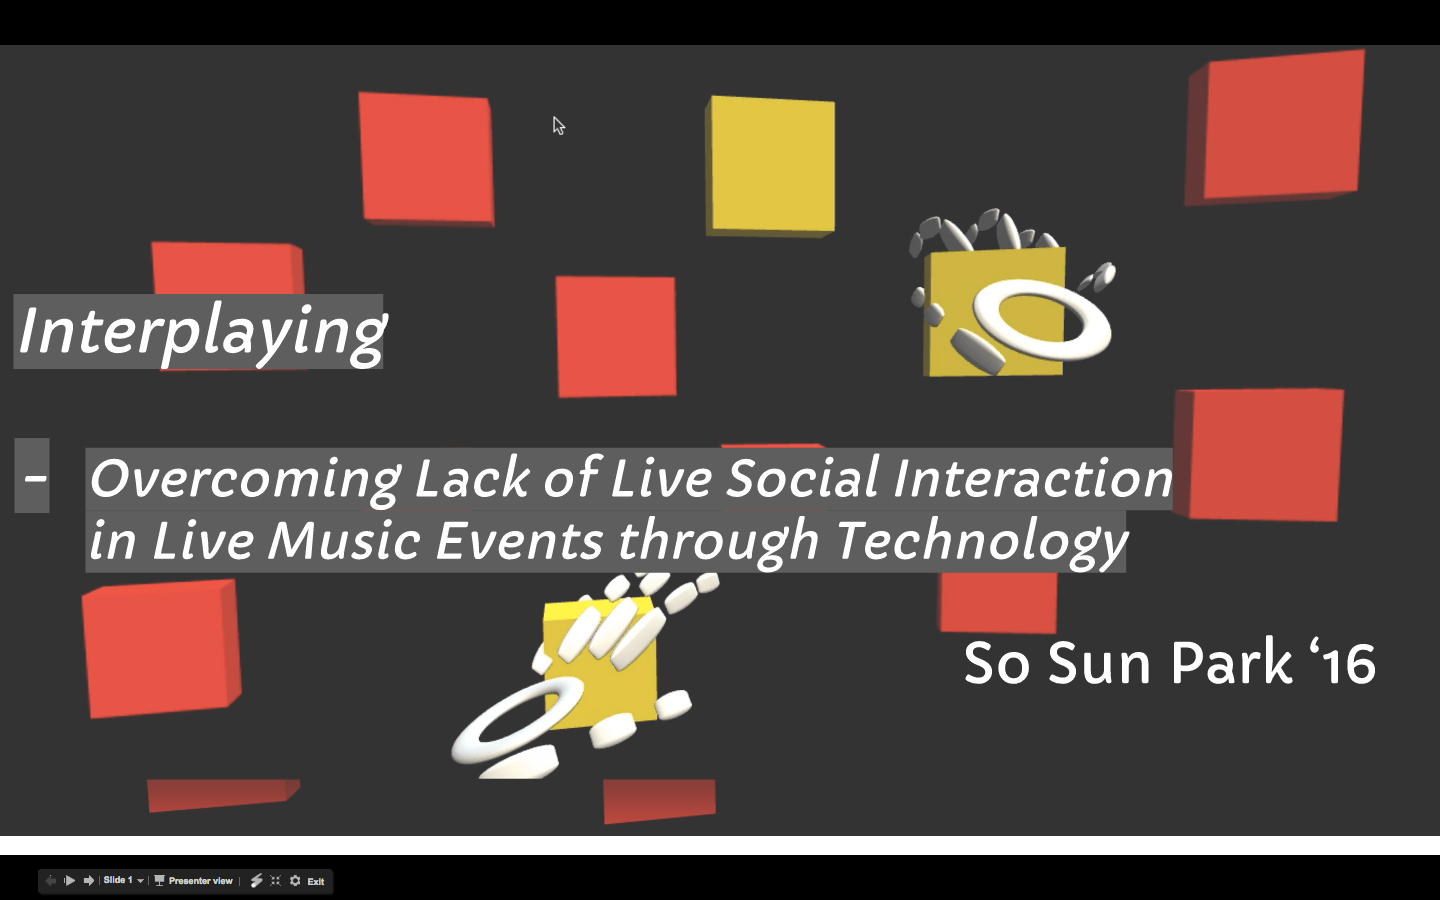 Interplaying
- Overcoming Lack of Live Social Interaction
in Live Music Events through Technology
So Sun Park ‘16
Slide 1 Presenter view Exit